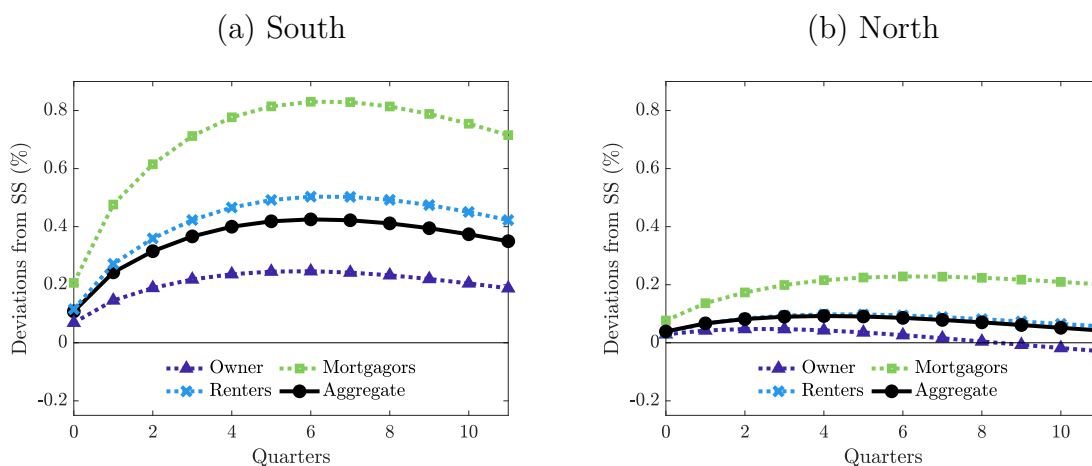 (a) South
Deviations from SS (%)
0.8
0.6
0.4
0.2
0
-0.2
Owner
Mortgagors
Renters
Aggregate
0 2 4 6 8 10
Quarters
(b) North
Deviations from SS (%)
0.8
0.6
0.4
0.2
0
-0.2
Owner
Mortgagors
Renters
Aggregate
0 2 4 6 8 10
Quarters